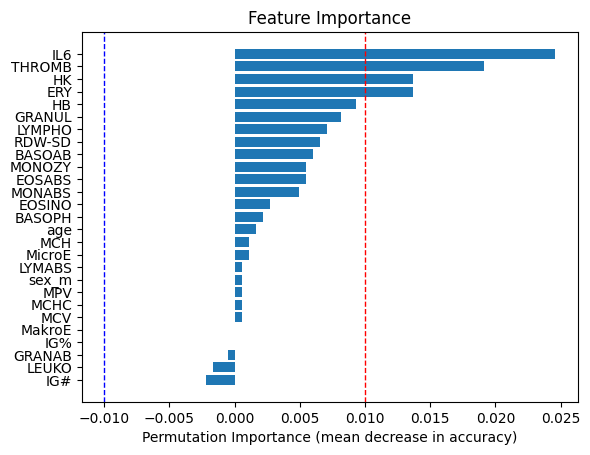 Feature Importance
IL6
THROMB
HK
ERY
HB
GRANUL
LYMPHO
RDW-SD
BASOAB
MONOZY
EOSABS
MONABS
EOSINO
BASOPH
age
MCH
MicroE
LYMABS
sex_m
MPV
MCHC
MCV
MakroE
IG%
GRANAB
LEUKO
IG#
−0.010 −0.005 0.000 0.005 0.010 0.015 0.020 0.025
Permutation Importance (mean decrease in accuracy)